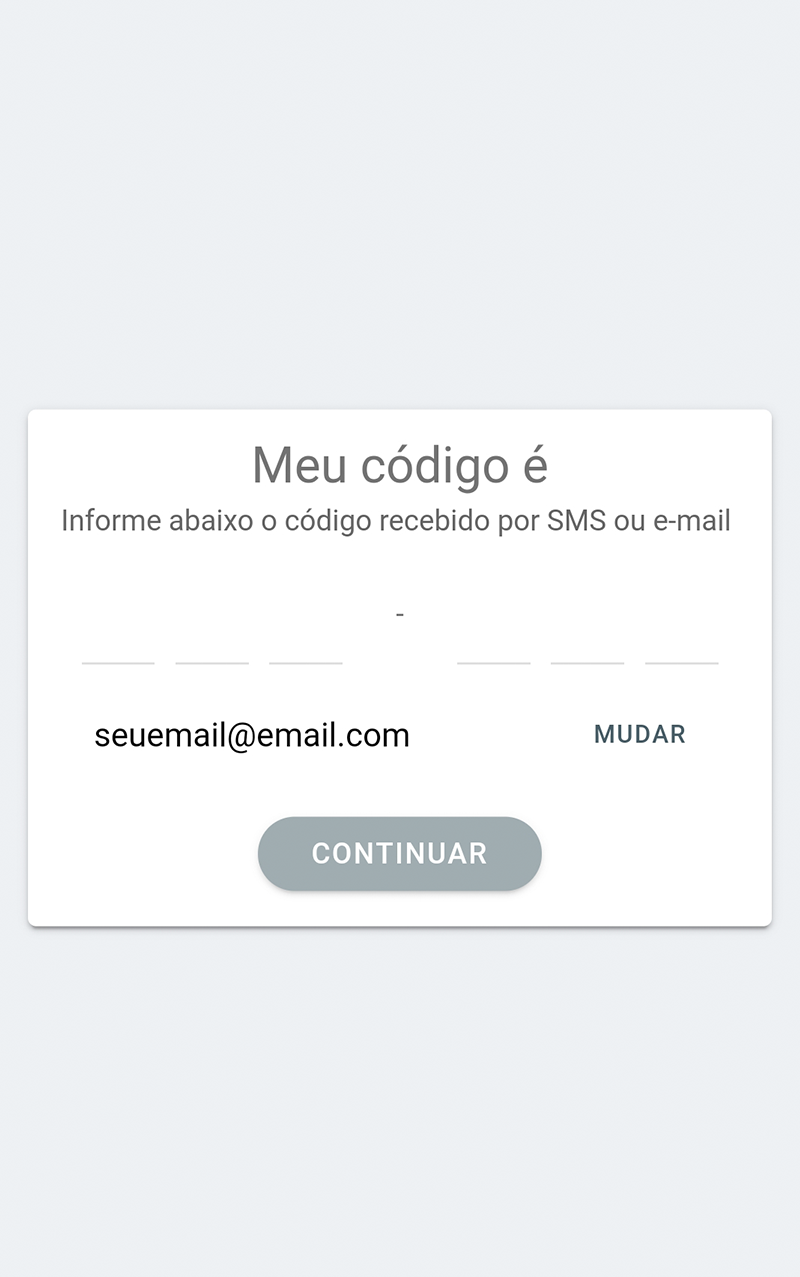 Meu código é
Informe abaixo o código recebido por SMS ou e-mail
-
seuemail@email.com MUDAR
CONTINUAR